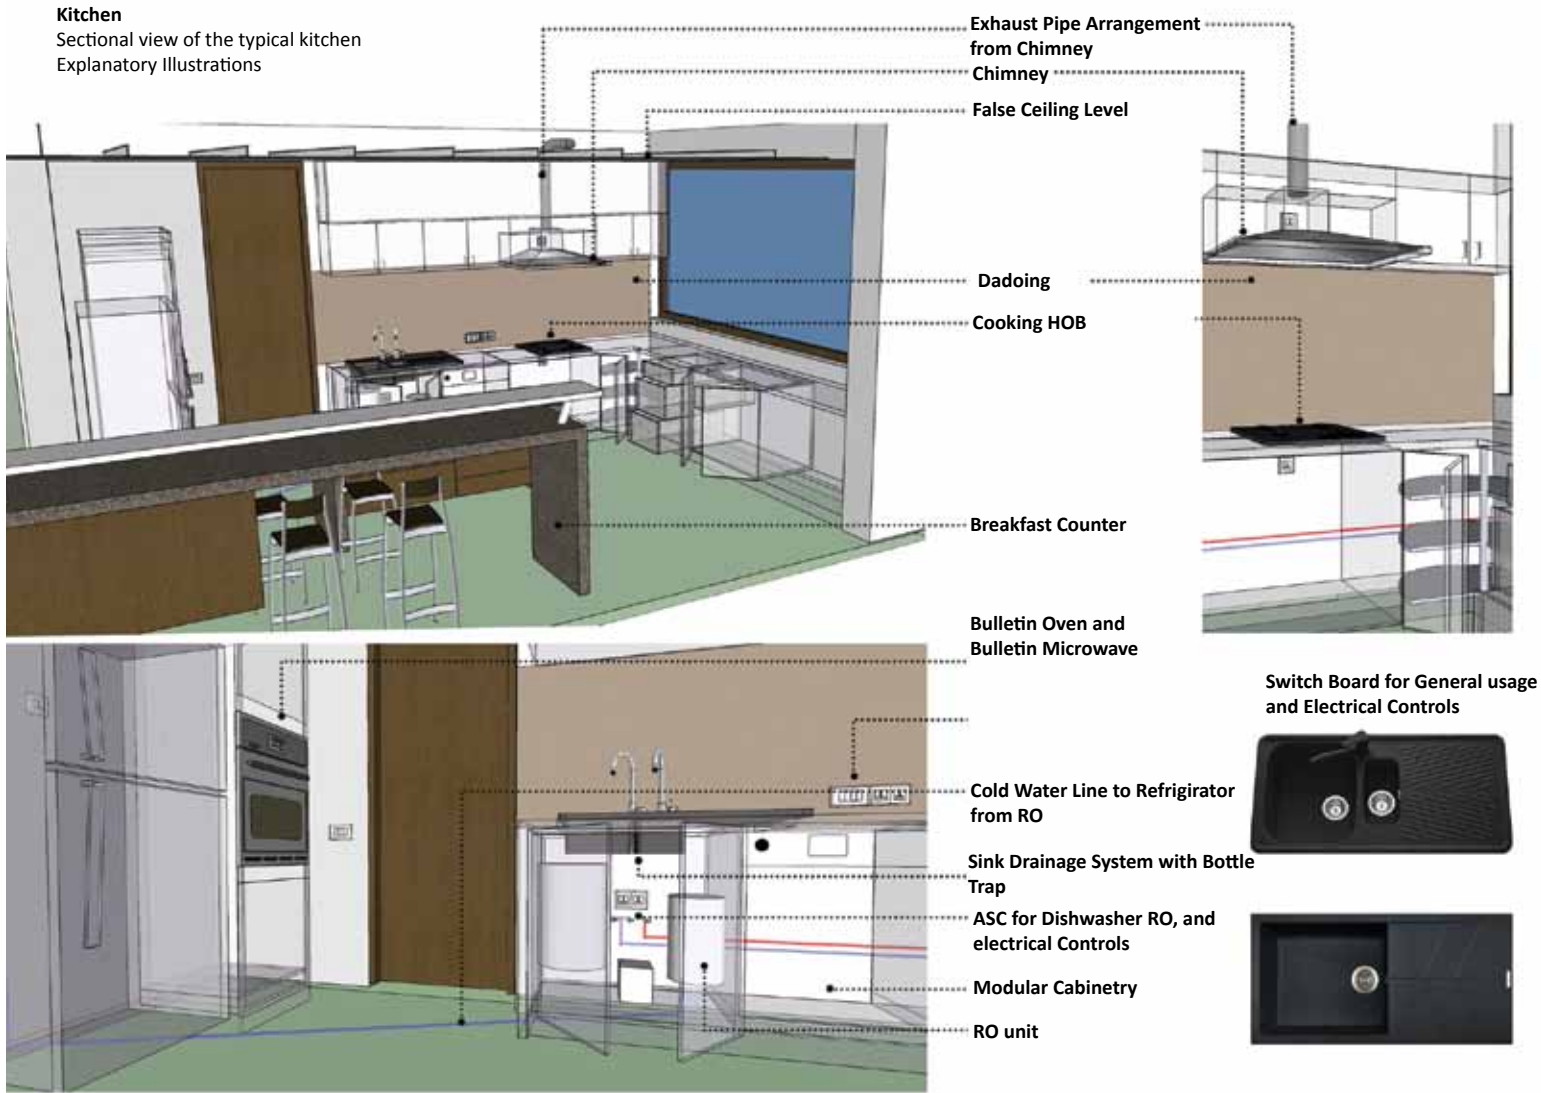 Kitchen
Sectional view of the typical kitchen
Explanatory Illustrations
Exhaust Pipe Arrangement
from Chimney
Chimney
False Ceiling Level
Dadoing
Cooking HOB
Breakfast Counter
Bulletin Oven and
Bulletin Microwave
Switch Board for General usage
and Electrical Controls
Cold Water Line to Refrigirator
from RO
Sink Drainage System with Bottle
Trap
ASC for Dishwasher RO, and
electrical Controls
Modular Cabinetry
RO unit